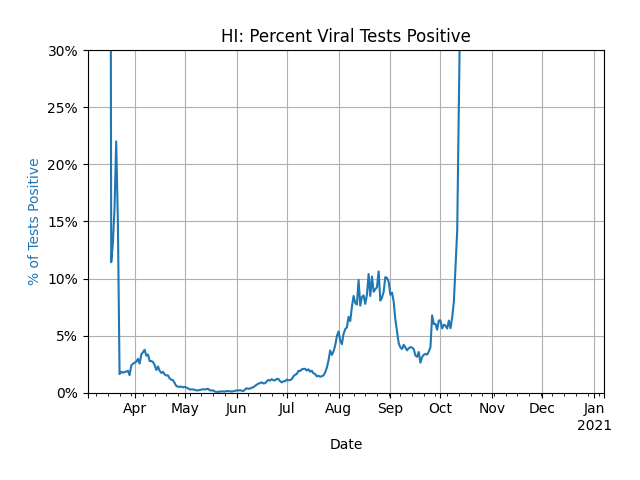 HI: Percent Viral Tests Positive
30%
25%
20%
15%
10%
5%
0%
% of Tests Positive
Apr May Jun Jul Aug Sep Oct Nov Dec Jan
2021
Date